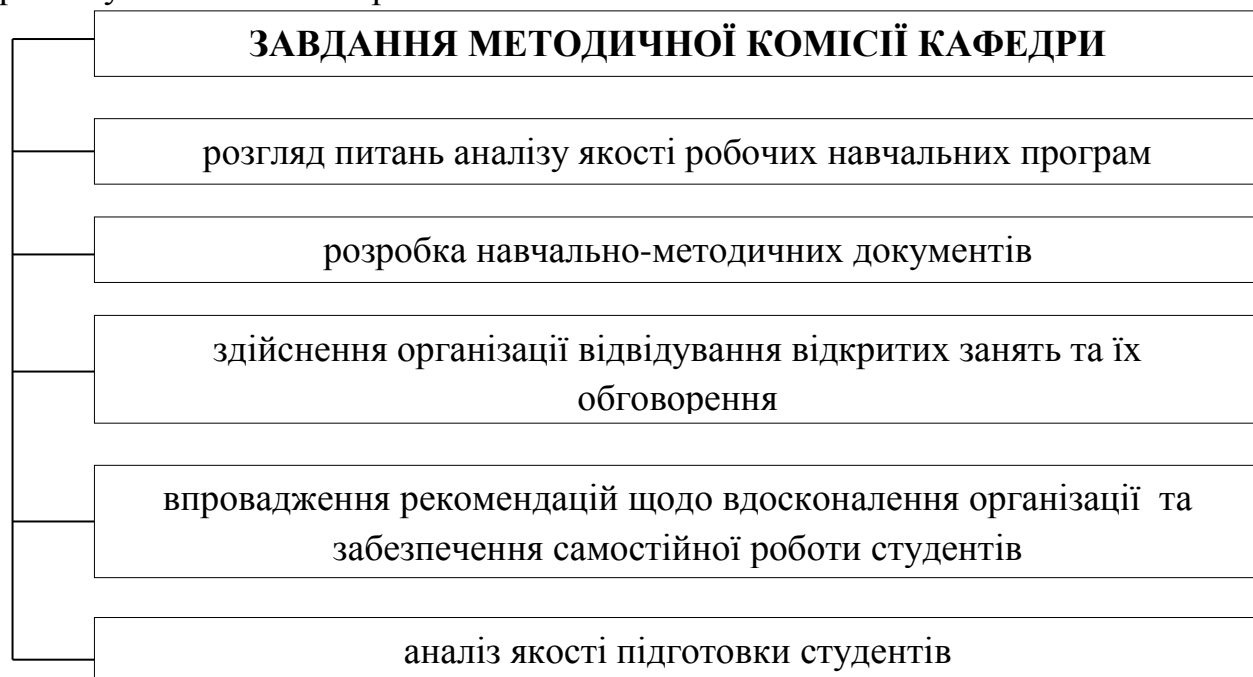 ЗАВДАННЯ МЕТОДИЧНОЇ КОМІСІЇ КАФЕДРИ
розгляд питань аналізу якості робочих навчальних програм
розробка навчально-методичних документів
здійснення організації відвідування відкритих занять та їх
обговорення
впровадження рекомендацій щодо вдосконалення організації та
забезпечення самостійної роботи студентів
аналіз якості підготовки студентів